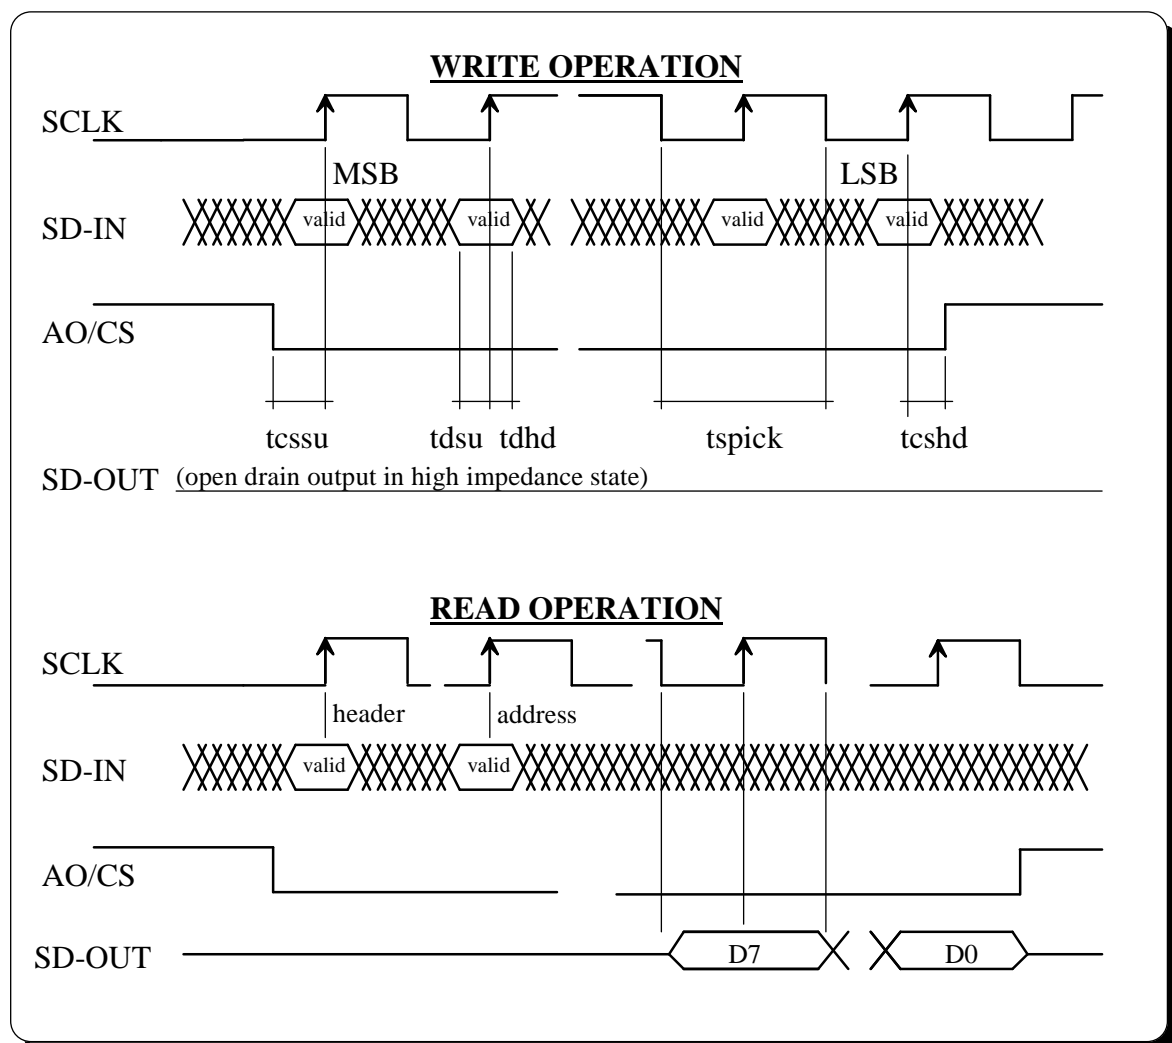 WRITE OPERATION
SCLK
MSB
LSB
SD-IN
valid
valid
valid
valid
AO/CS
tcssu
tdsu
tdhd
tspick
tcshd
SD-OUT (open drain output in high impedance state)
READ OPERATION
SCLK
header
address
SD-IN
valid
valid
AO/CS
SD-OUT
D7
D0